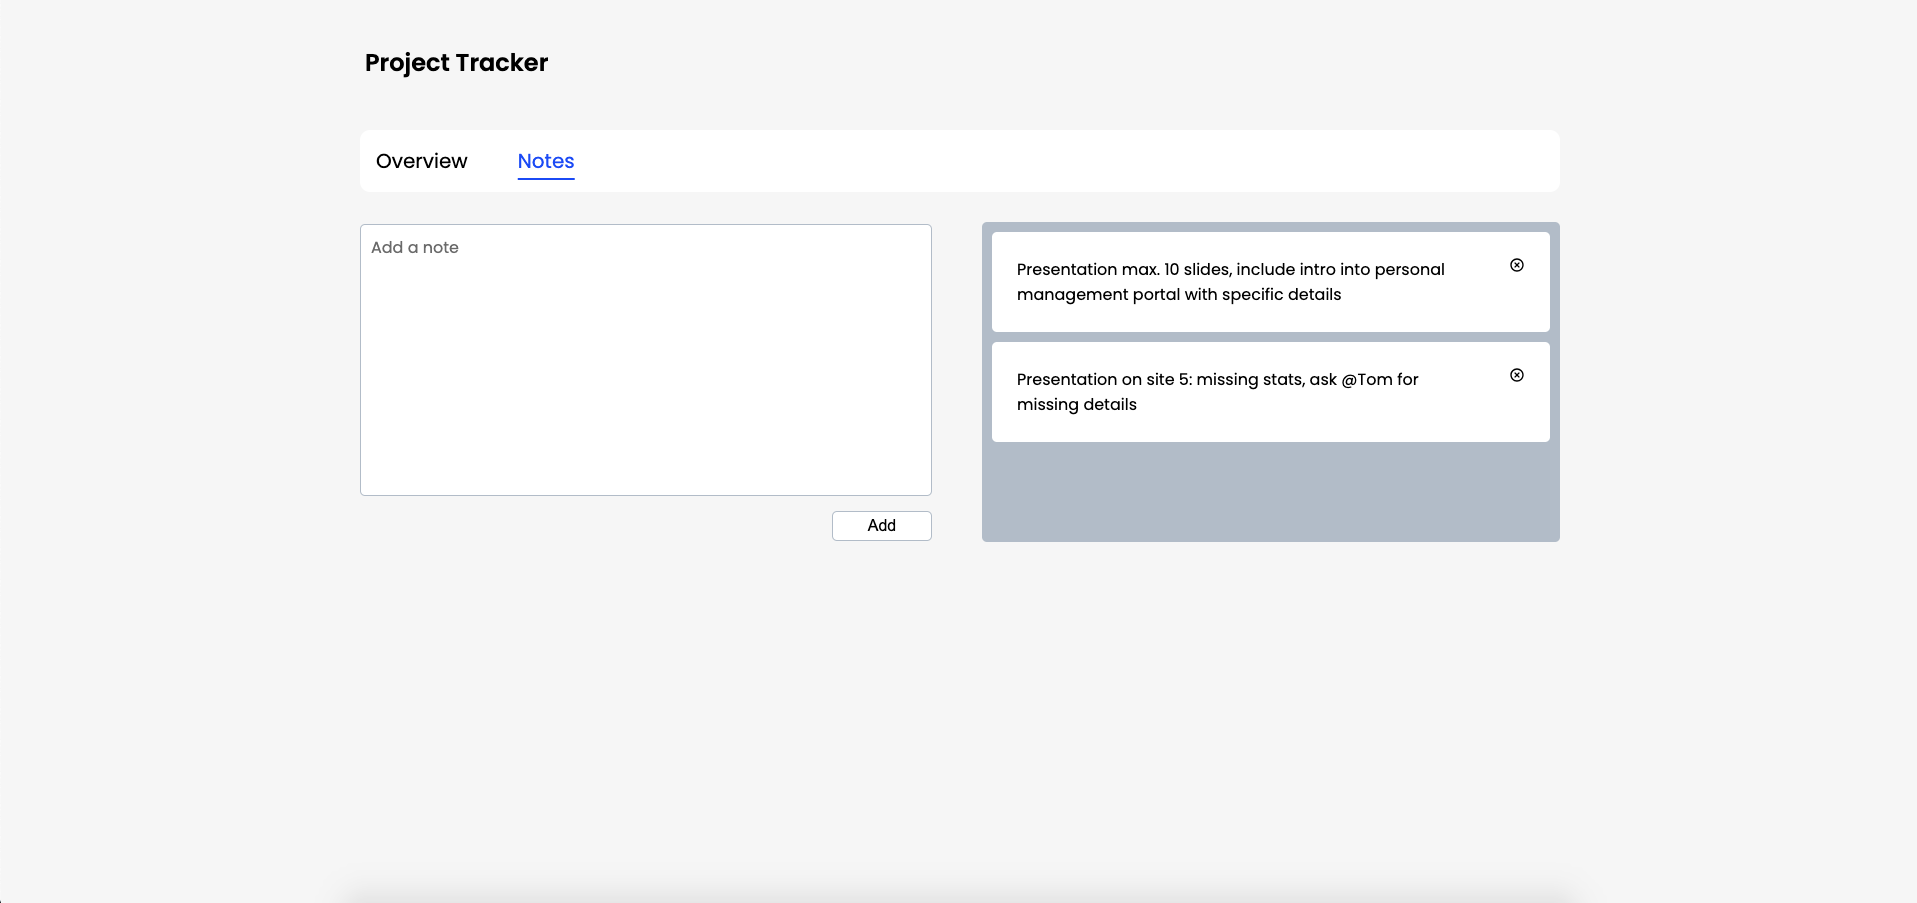 Project Tracker
Overview
Notes
Add a note
Add
Presentation max. 10 slides, include intro into personal
management portal with specific details
Presentation on site 5: missing stats, ask @Tom for
missing details